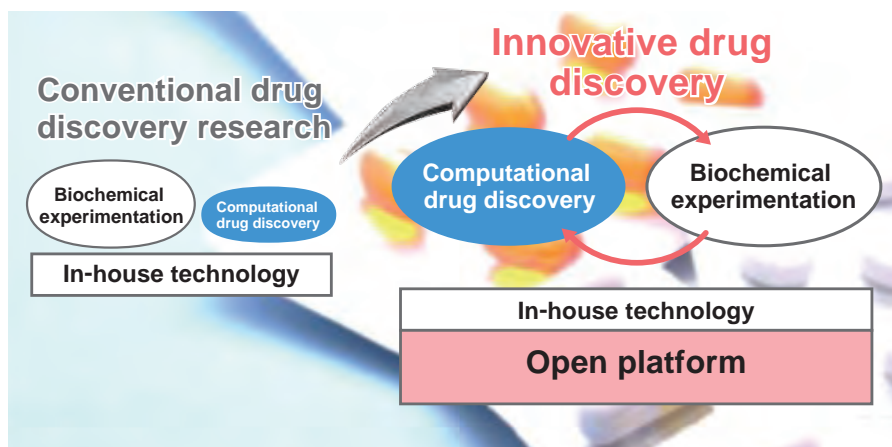 Conventional drug
discovery research
Biochemical
experimentation
Computational
drug discovery
In-house technology
Innovative drug
discovery
Computational
drug discovery
Biochemical
experimentation
In-house technology
Open platform